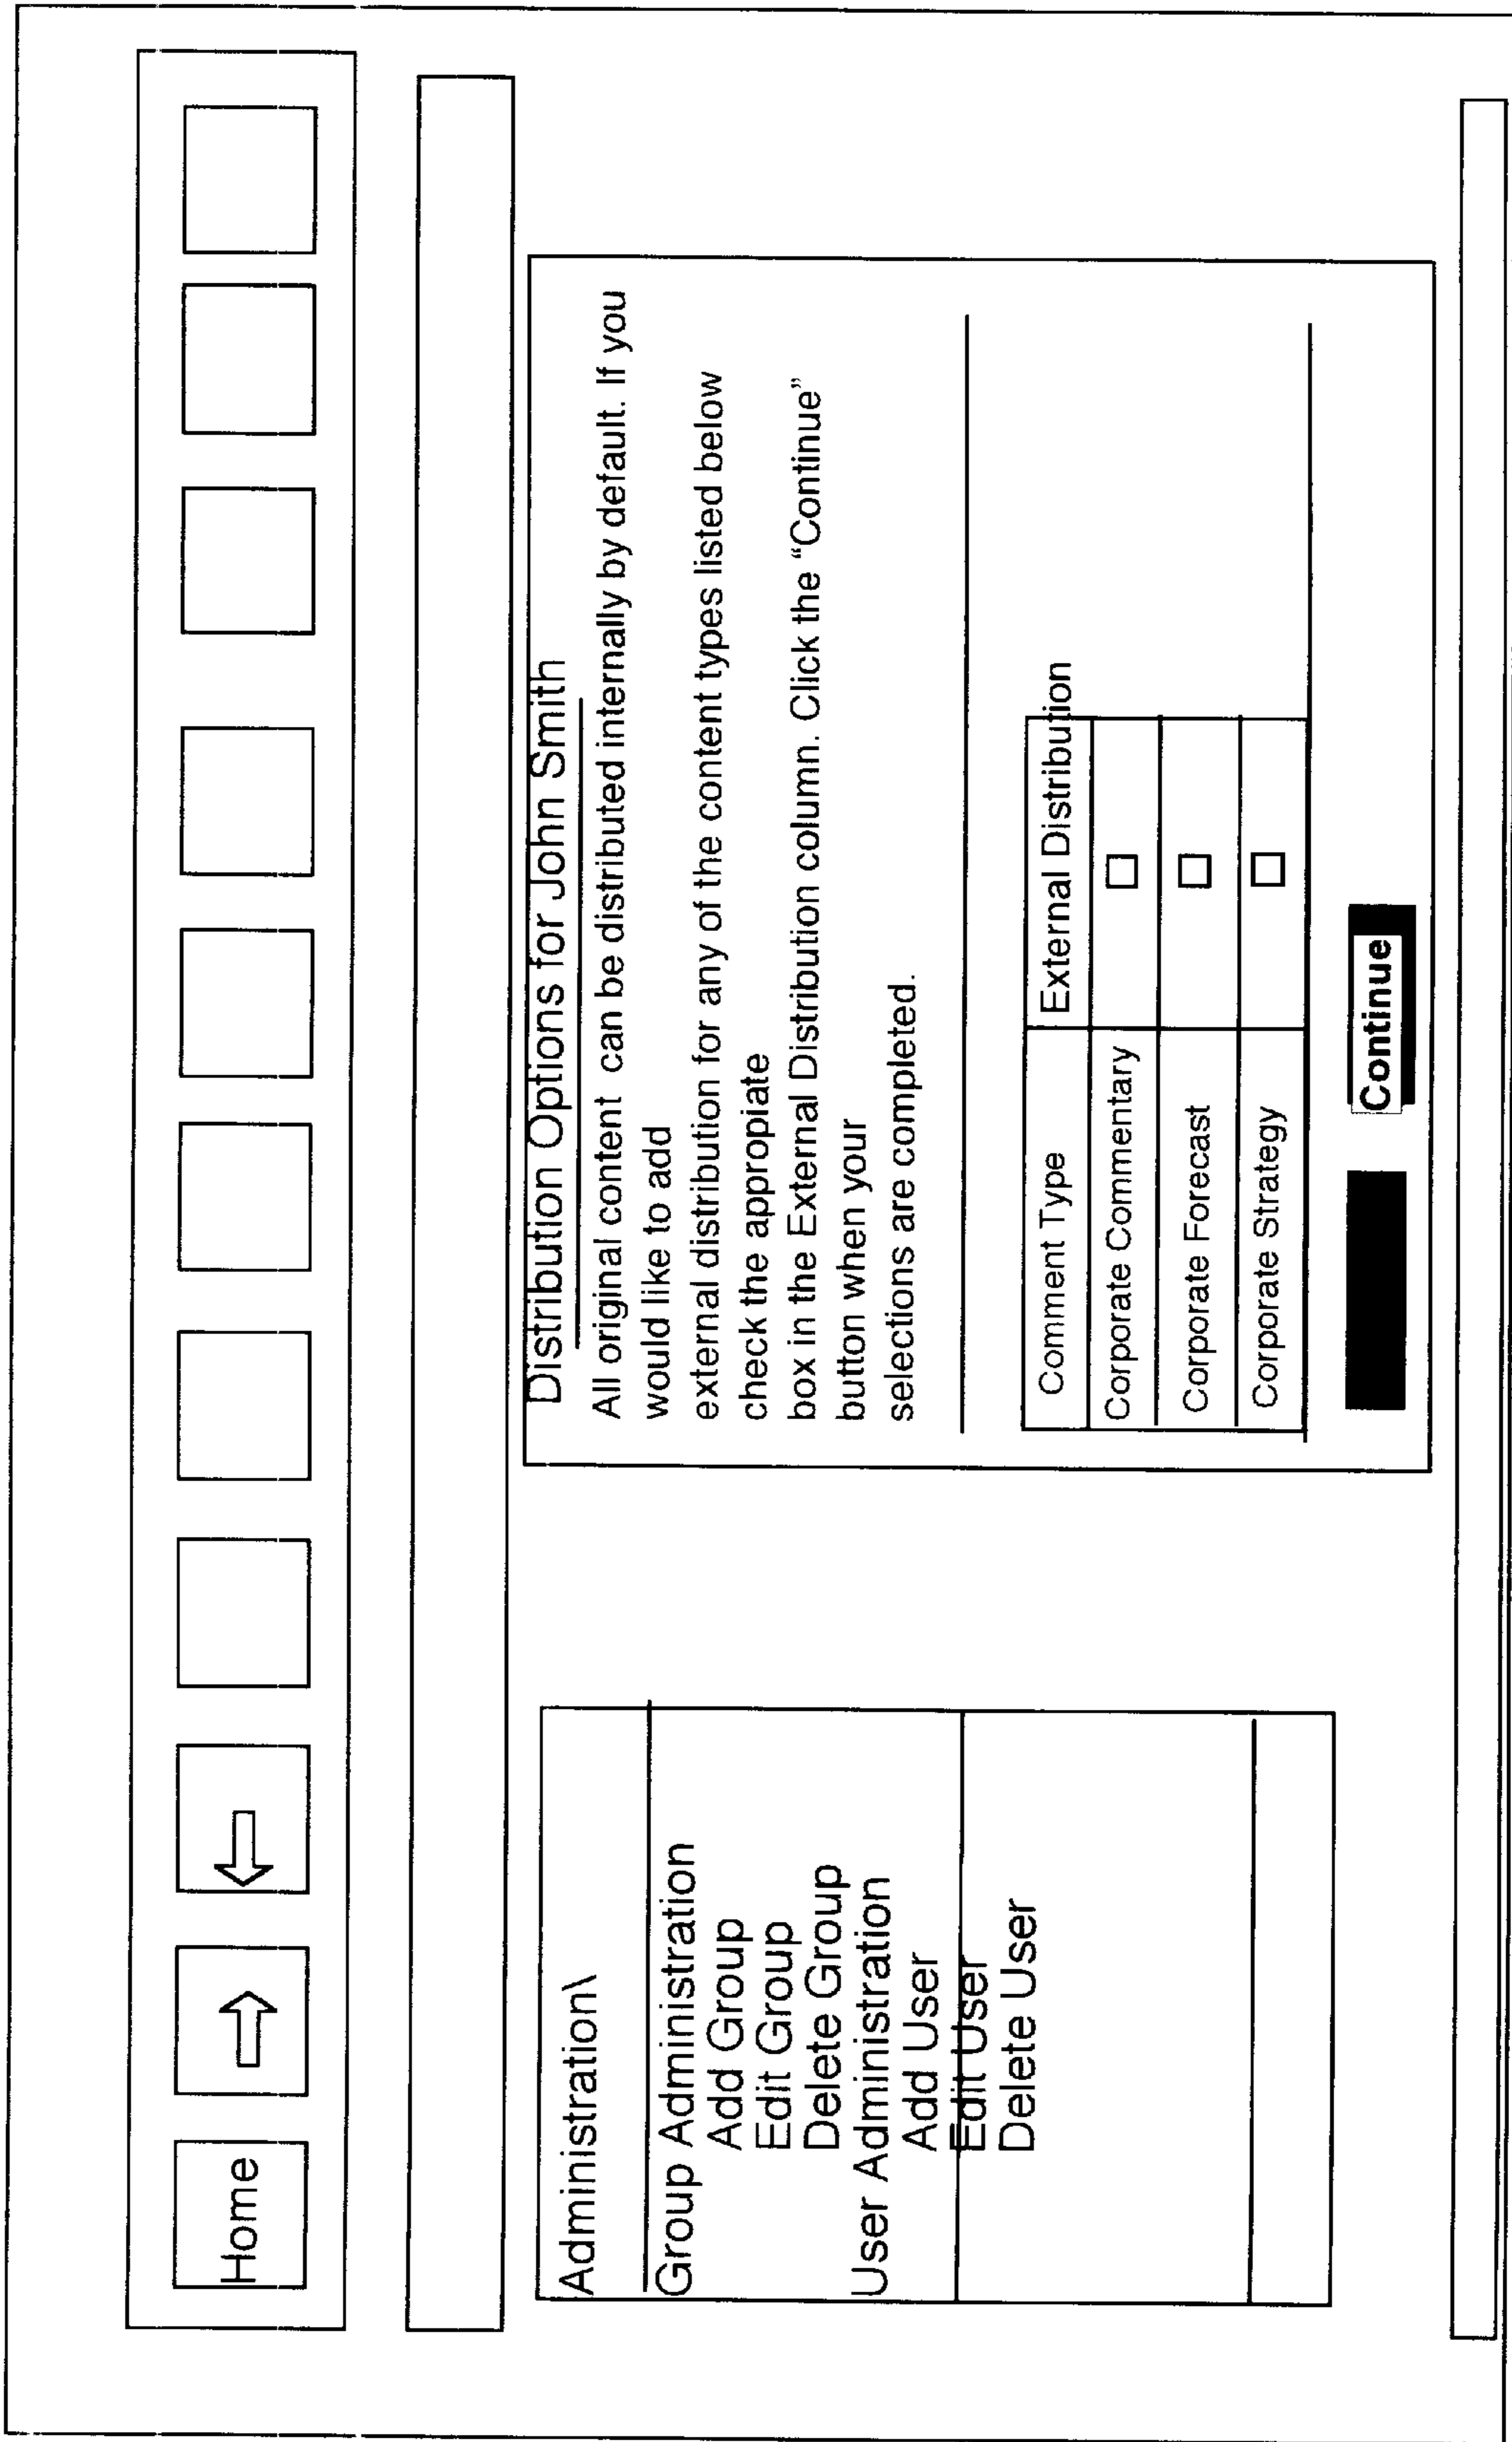 Home
Administration\
Group Administration
Add Group
Edit Group
Delete Group
User Administration
Add User
Edit User
Delete User
Distribution Options for John Smith
All original content can be distributed internally by default. If you
would like to add
external distribution for any of the content types listed below
check the appropiate
box in the External Distribution column. Click the “Continue”
button when your
selections are completed.
Comment Type External Distribution
Corporate Commentary
Corporate Forecast
Corporate Strategy
Continue